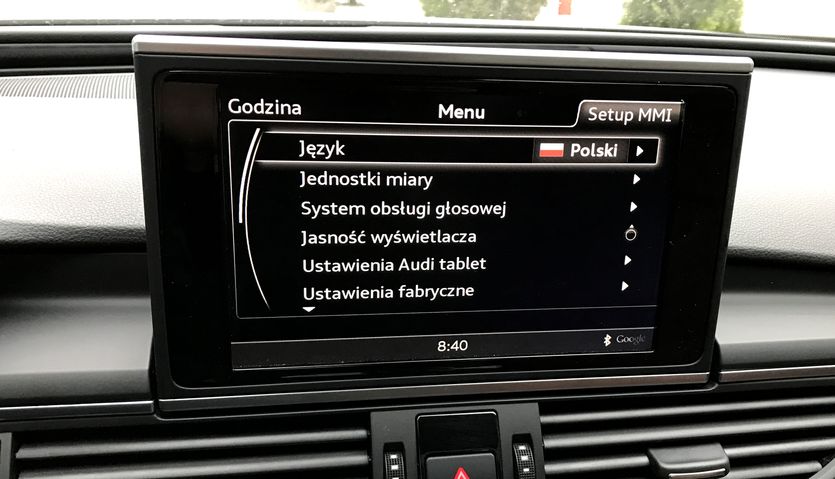 Godzina Menu Setup MMI
Język Polski
Jednostki miary
System obsługi głosowej
Jasność wyświetlacza
Ustawienia Audi tablet
Ustawienia fabryczne
8:40 Google